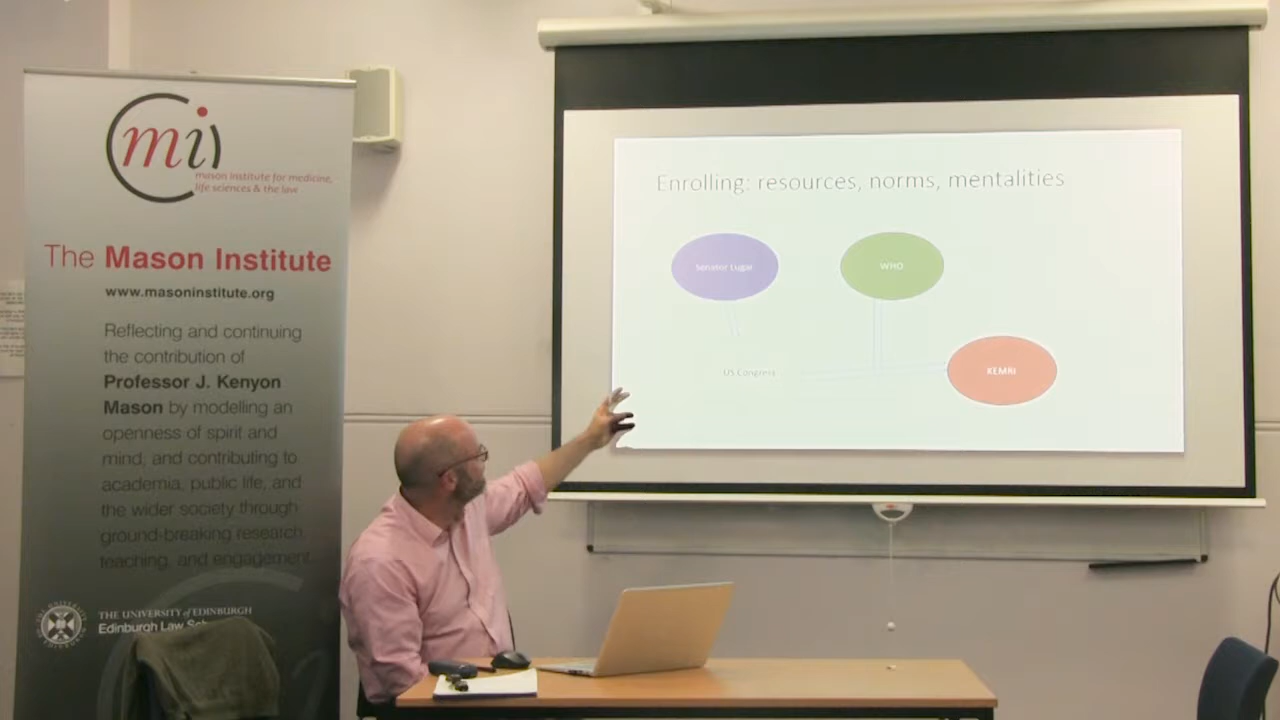 mi
mason institute for medicine,
life sciences & the law
The Mason Institute
www.masoninstitute.org
Reflecting and continuing
the contribution of
Professor J. Kenyon
Mason by modelling an
openness of spirit and
mind, and contributing to
academia, public life, and
the wider society through
ground-breaking research,
teaching, and engagement.
THE UNIVERSITY of EDINBURGH
Edinburgh Law
Enrolling: resources, norms, mentalities
Senator Lugar
WHO
US Congress
KEMRI